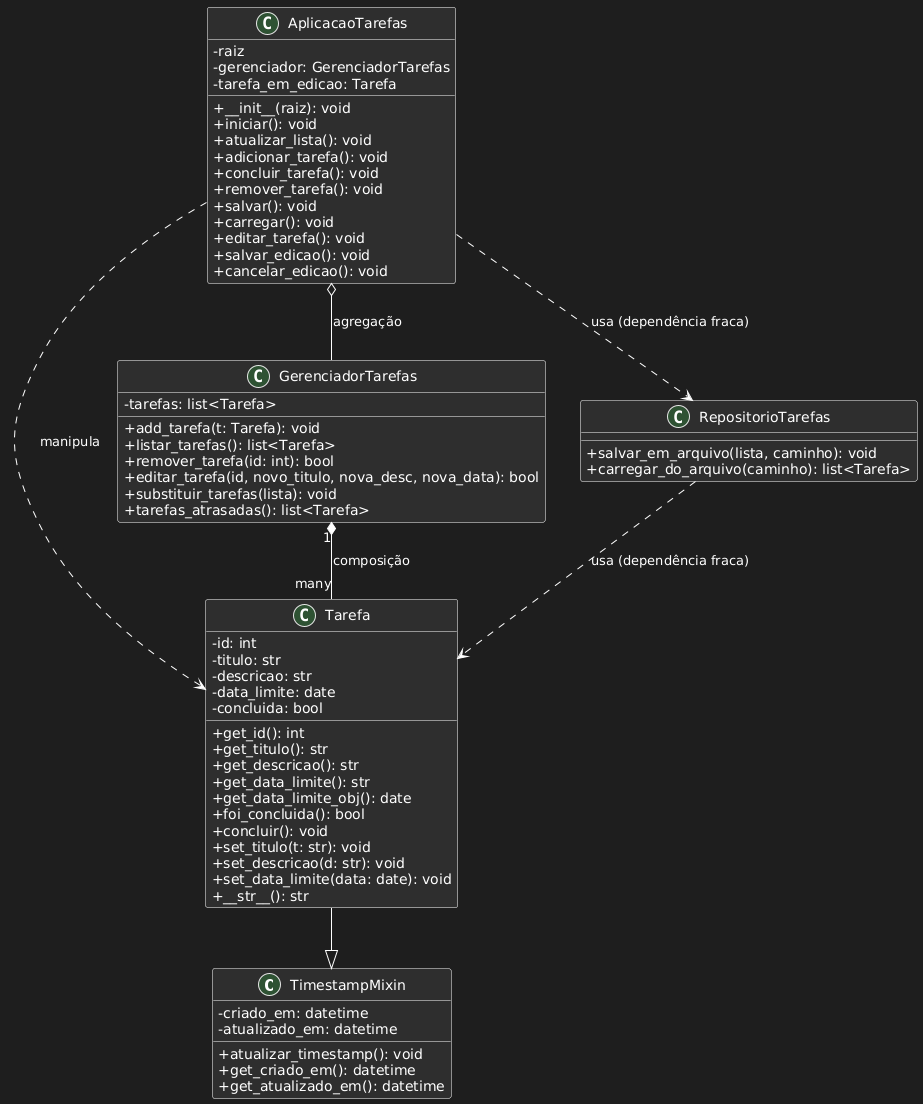 C AplicacaoTarefas
-raiz
-gerenciador: GerenciadorTarefas
-tarefa_em_edicao: Tarefa
+__init__(raiz): void
+iniciar(): void
+atualizar_lista(): void
+adicionar_tarefa(): void
+concluir_tarefa(): void
+remover_tarefa(): void
+salvar(): void
+carregar(): void
+editar_tarefa(): void
+salvar_edicao(): void
+cancelar_edicao(): void
agregação
usa (dependência fraca)
C GerenciadorTarefas
-tarefas: list<Tarefa>
+add_tarefa(t: Tarefa): void
+listar_tarefas(): list<Tarefa>
+remover_tarefa(id: int): bool
+editar_tarefa(id, novo_titulo, nova_desc, nova_data): bool
+substituir_tarefas(lista): void
+tarefas_atrasadas(): list<Tarefa>
C RepositorioTarefas
+salvar_em_arquivo(lista, caminho): void
+carregar_do_arquivo(caminho): list<Tarefa>
manipula
1
composição
many
usa (dependência fraca)
C Tarefa
-id: int
-titulo: str
-descricao: str
-data_limite: date
-concluida: bool
+get_id(): int
+get_titulo(): str
+get_descricao(): str
+get_data_limite(): str
+get_data_limite_obj(): date
+foi_concluida(): bool
+concluir(): void
+set_titulo(t: str): void
+set_descricao(d: str): void
+set_data_limite(data: date): void
+__str__(): str
C TimestampMixin
-criado_em: datetime
-atualizado_em: datetime
+atualizar_timestamp(): void
+get_criado_em(): datetime
+get_atualizado_em(): datetime